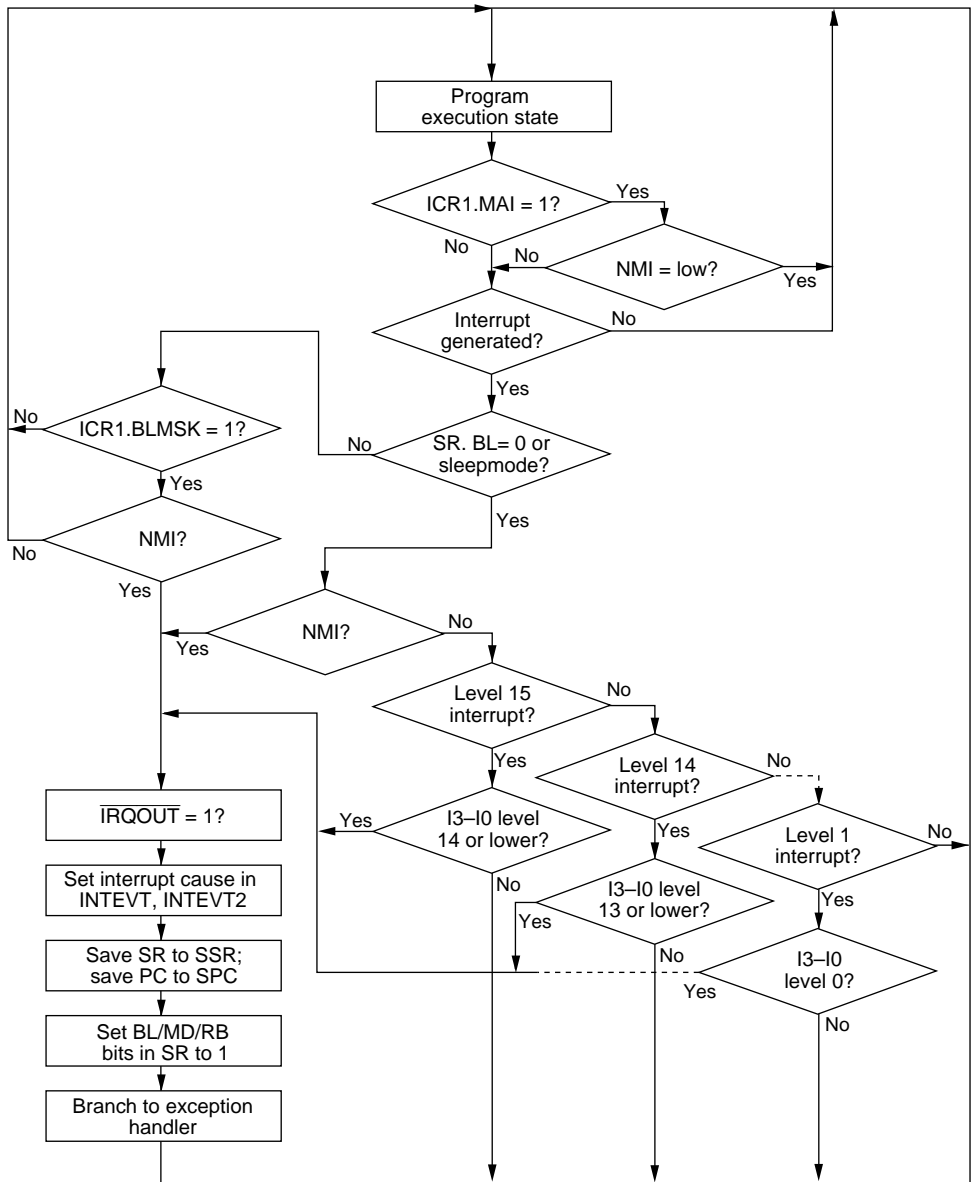 Program
execution state
ICR1.MAI = 1?
Yes
No
NMI = low?
No
Yes
Interrupt
generated?
No
Yes
ICR1.BLMSK = 1?
No
Yes
SR. BL= 0 or
sleepmode?
No
Yes
NMI?
No
Yes
NMI?
Yes
No
Level 15
interrupt?
No
Yes
Level 14
interrupt?
No
Yes
IRQOUT = 1?
I3–I0 level
14 or lower?
Yes
No
Level 1
interrupt?
No
Yes
Set interrupt cause in
INTEVT, INTEVT2
I3–I0 level
13 or lower?
Yes
No
Save SR to SSR;
save PC to SPC
I3–I0
level 0?
Yes
No
Set BL/MD/RB
bits in SR to 1
Branch to exception
handler